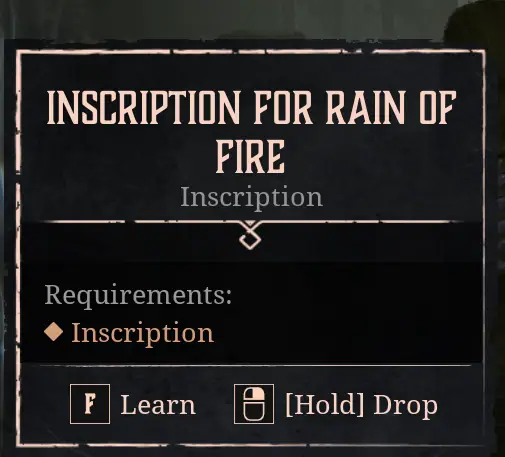 INSCRIPTION FOR RAIN OF
FIRE
Inscription
Requirements:
Inscription
F Learn [Hold] Drop